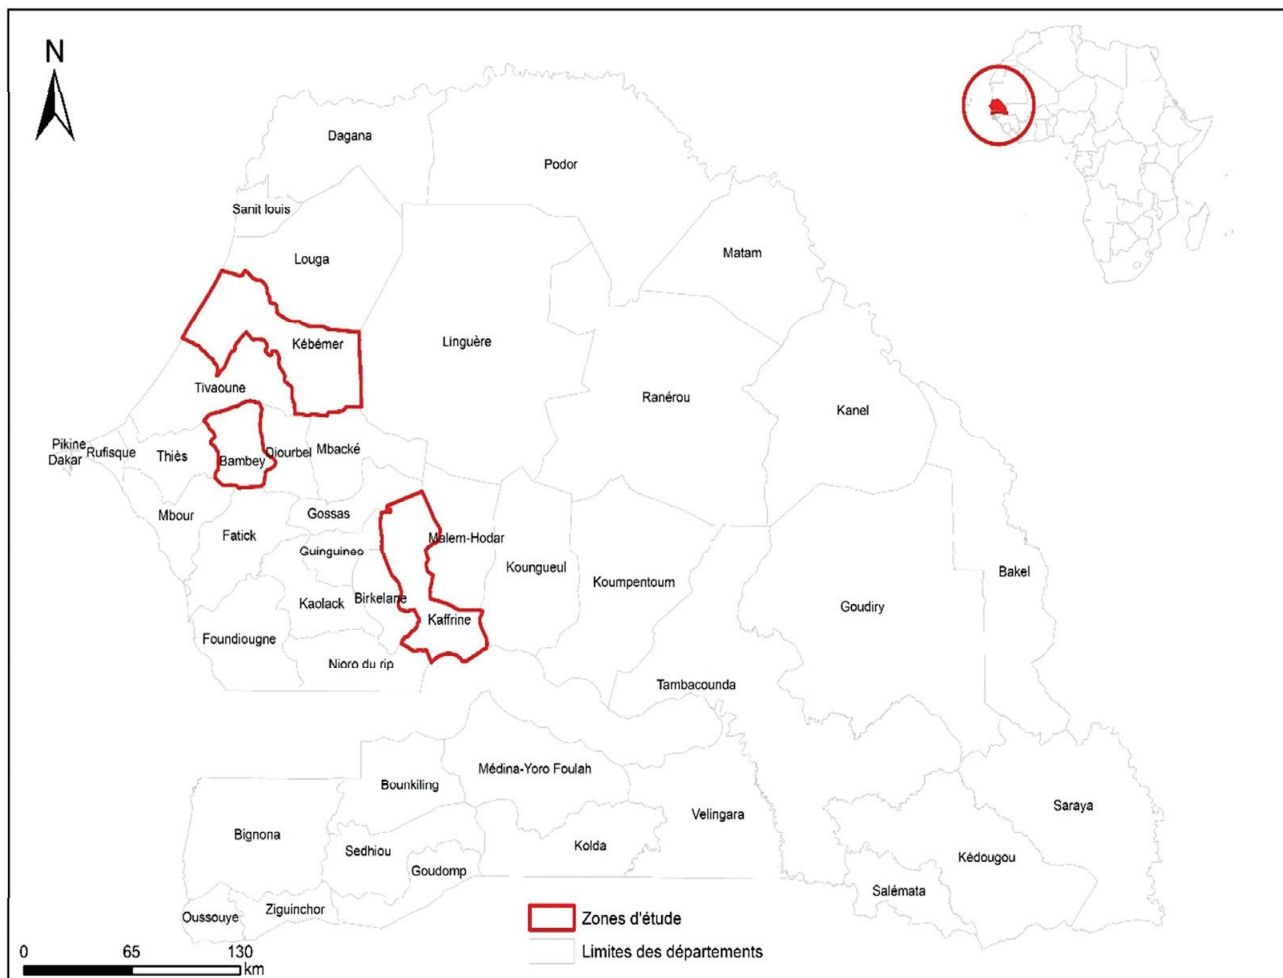 N
Dagana
Podor
Sanit louis
Louga
Matam
Kébémer
Linguère
Tivaoune
Ranérou
Kanel
Pikine
Dakar
Rufisque
Thiès
Bambey
Diourbel
Mbacké
Mbour
Gossas
Fatick
Malem-Hodar
Guinguineo
Koungueul
Koumpentoum
Bakel
Kaolack
Birkelane
Kaffrine
Goudiry
Foundiougne
Nioro du rip
Tambacounda
Médina-Yoro Foulah
Bounkiling
Velingara
Saraya
Bignona
Sedhiou
Kolda
Goudomp
Kédougou
Salémata
Oussouye
Ziguinchor
Zones d'étude
Limites des départements
0 65 130
km